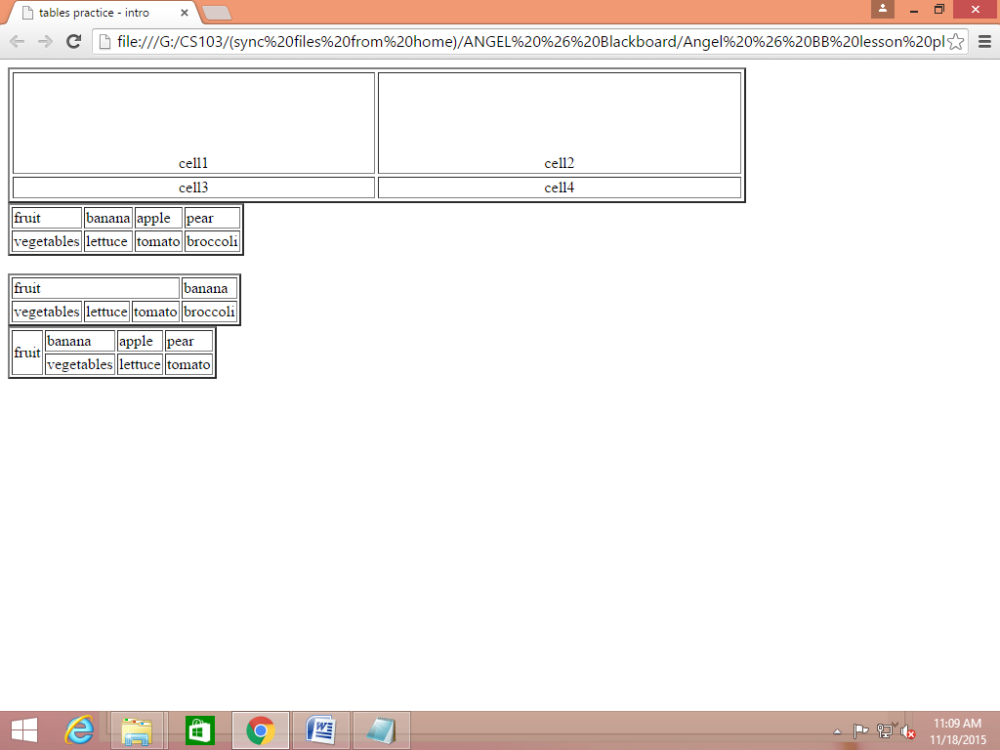 tables practice - intro
file:///G:/CS103/(sync%20files%20from%20home)/ANGEL%20%26%20Blackboard/Angel%20%26%20BB%20lesson%20pl
cell1 cell2
cell3 cell4
fruit banana apple pear
vegetables lettuce tomato broccoli
fruit banana
vegetables lettuce tomato broccoli
fruit banana apple pear
vegetables lettuce tomato
11:09 AM
11/18/2015